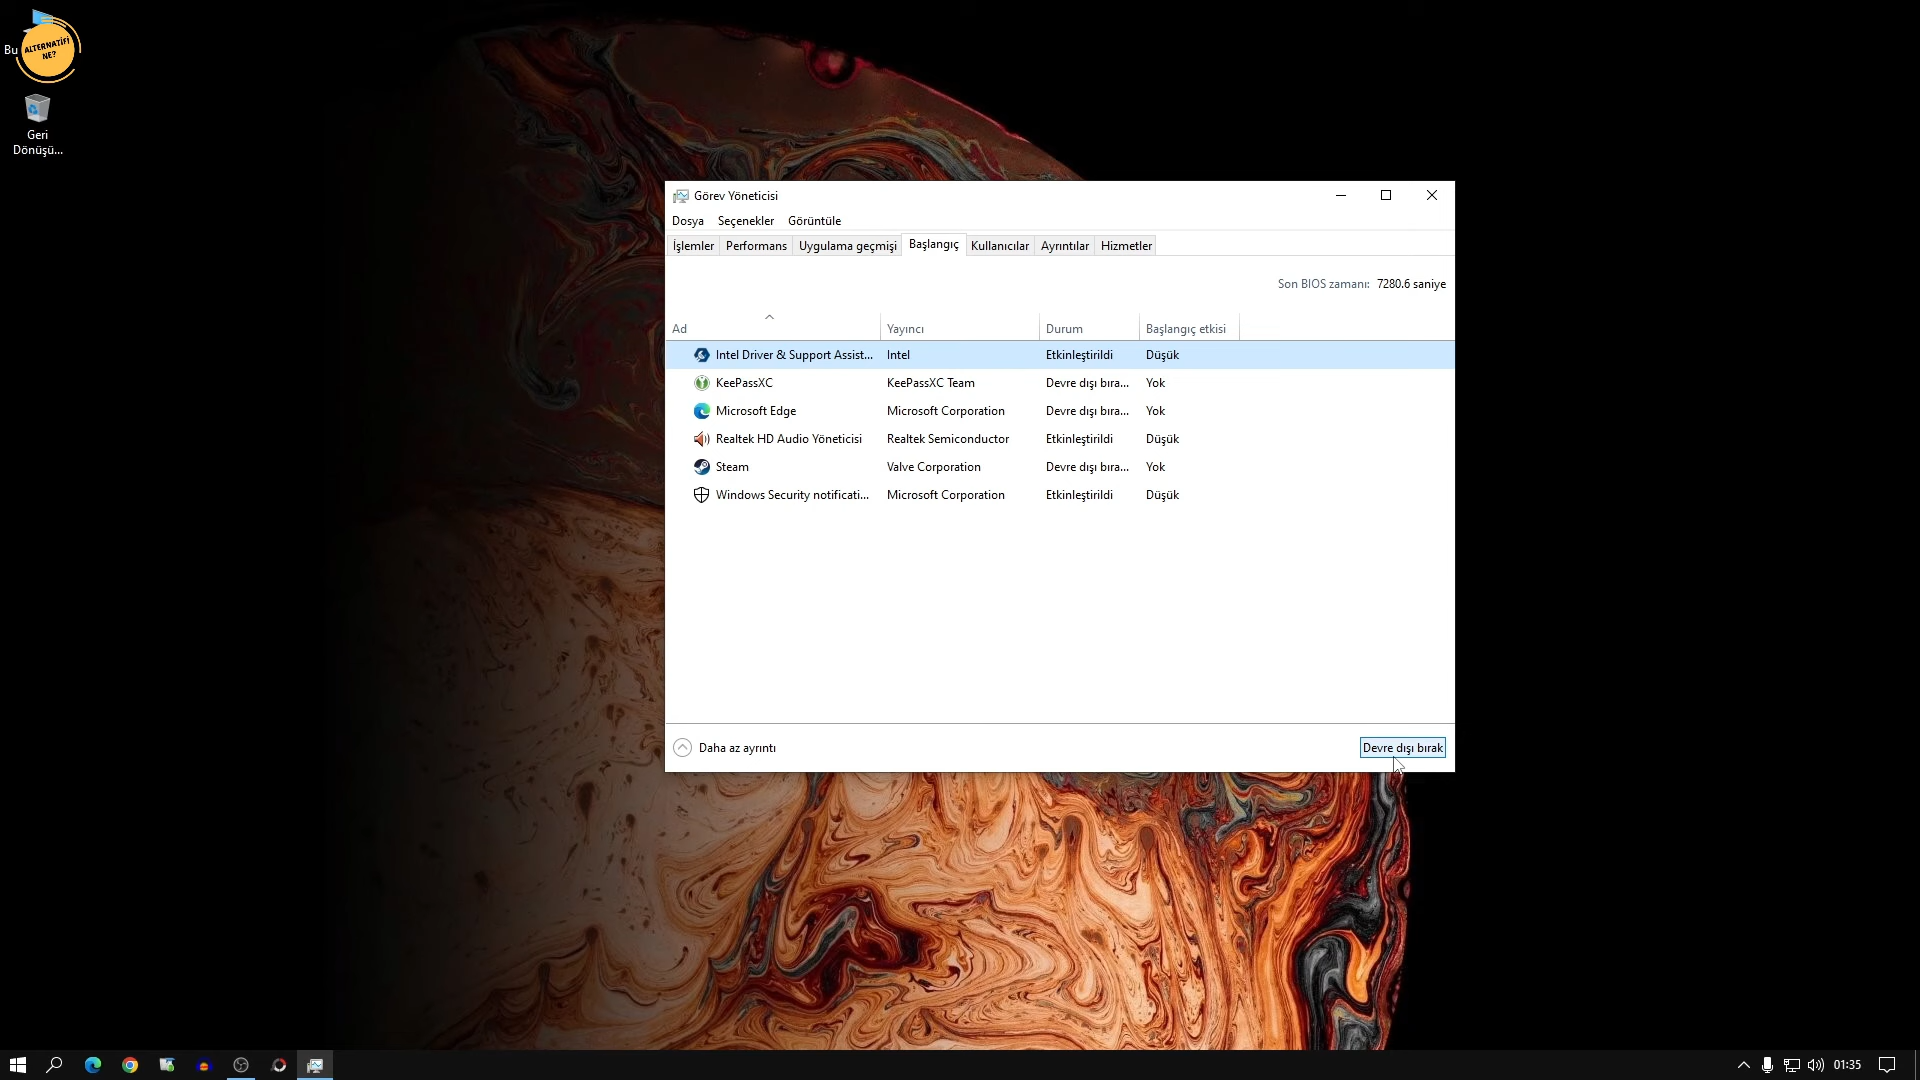 Bu
ALTERNATİFİ
NE?
Geri
Dönüşü...
Görev Yöneticisi
Dosya Seçenekler Görüntüle
İşlemler Performans Uygulama geçmişi Başlangıç Kullanıcılar Ayrıntılar Hizmetler
Son BIOS zamanı: 7280.6 saniye
Ad Yayıncı Durum Başlangıç etkisi
Intel Driver & Support Assist... Intel Etkinleştirildi Düşük
KeePassXC KeePassXC Team Devre dışı bıra... Yok
Microsoft Edge Microsoft Corporation Devre dışı bıra... Yok
Realtek HD Audio Yöneticisi Realtek Semiconductor Etkinleştirildi Düşük
Steam Valve Corporation Devre dışı bıra... Yok
Windows Security notificati... Microsoft Corporation Etkinleştirildi Düşük
Daha az ayrıntı Devre dışı bırak
01:35